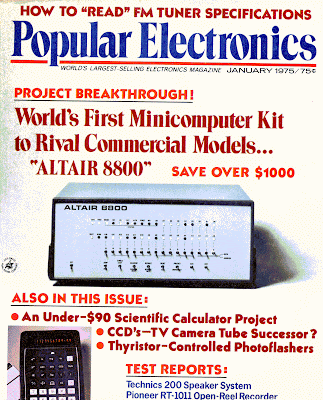 HOW TO "READ" FM TUNER SPECIFICATIONS
Popular Electronics
WORLD'S LARGEST-SELLING ELECTRONICS MAGAZINE JANUARY 1975/75¢
PROJECT BREAKTHROUGH!
World's First Minicomputer Kit
to Rival Commercial Models...
"ALTAIR 8800" SAVE OVER $1000
ALTAIR 8800
ALSO IN THIS ISSUE:
● An Under-$90 Scientific Calculator Project
● CCD's—TV Camera Tube Successor?
● Thyristor-Controlled Photoflashers
TEST REPORTS:
Technics 200 Speaker System
Pioneer RT-1011 Open-Reel Recorder